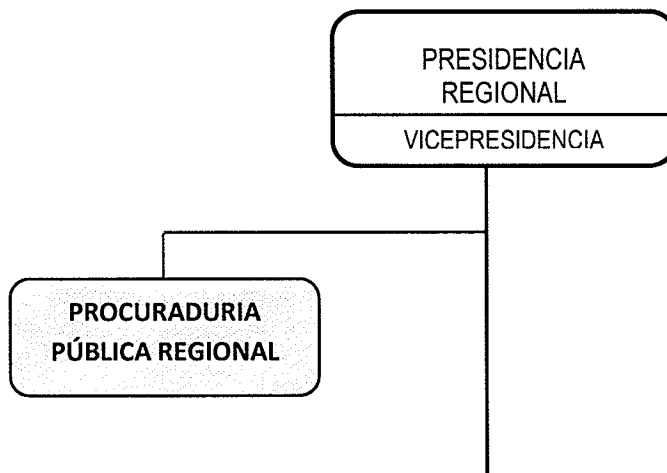 PRESIDENCIA
REGIONAL
VICEPRESIDENCIA
PROCURADURIA
PÚBLICA REGIONAL